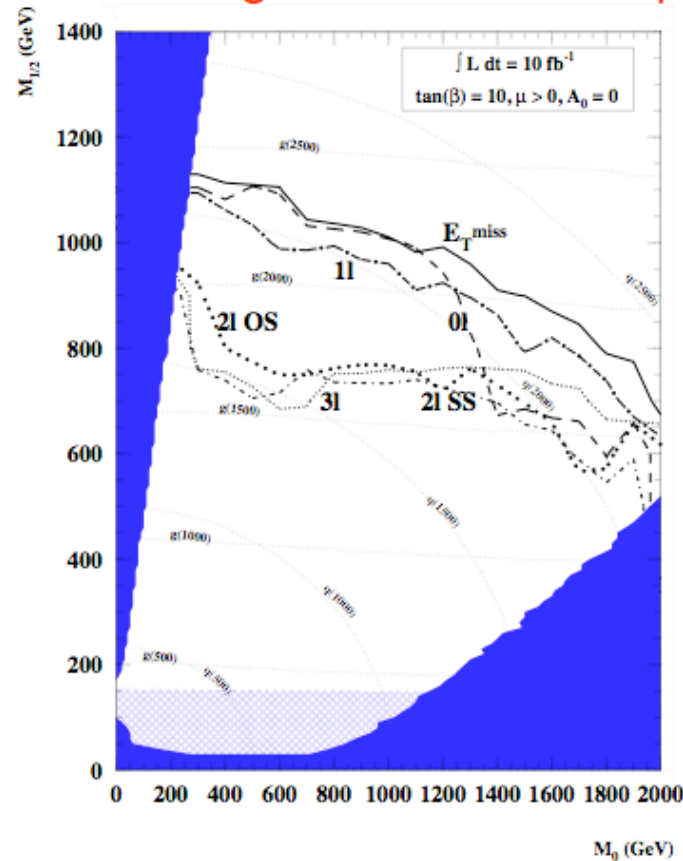 M1/2 (GeV)
1400
1200
1000
800
600
400
200
0
∫ L dt = 10 fb-1
tan(β) = 10, μ > 0, A0 = 0
g(2500)
ETmiss
1l
g(2000)
q(2500)
2l OS
0l
3l
2l SS
q(2000)
g(1500)
q(1500)
g(1000)
q(1000)
g(500)
q(500)
0 200 400 600 800 1000 1200 1400 1600 1800 2000
M0 (GeV)